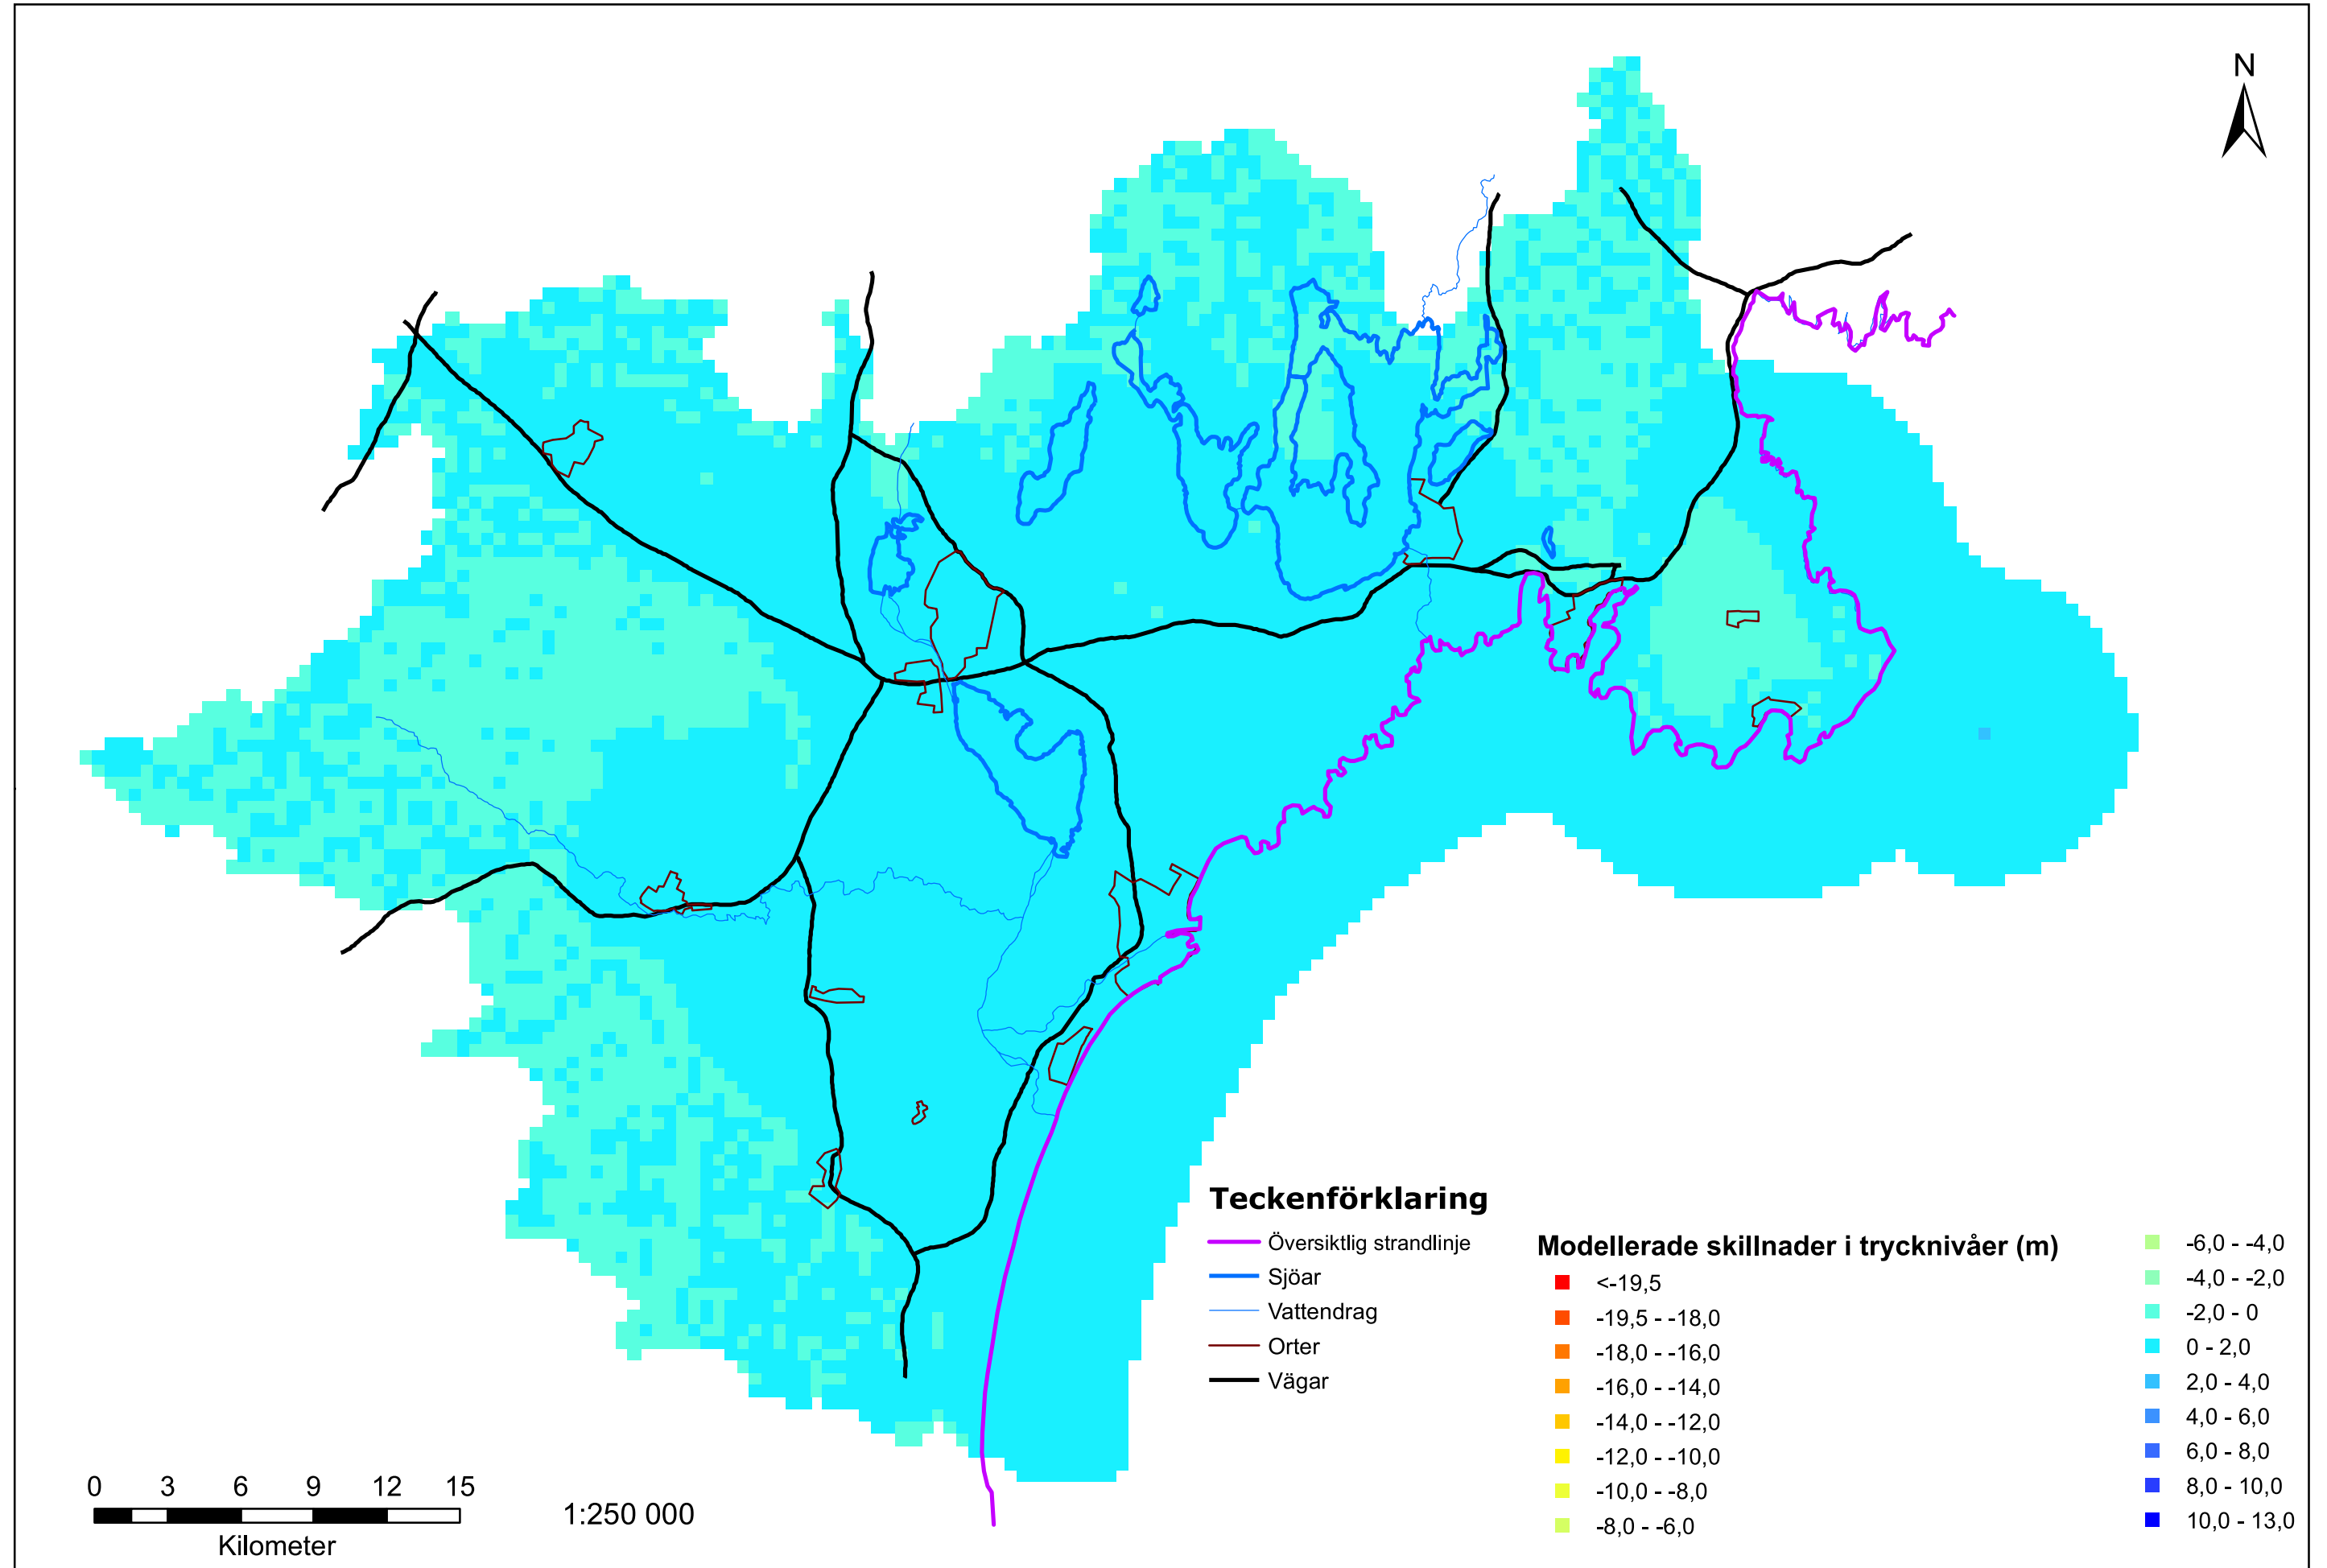 N
Teckenförklaring
Översiktlig strandlinje
Sjöar
Vattendrag
Orter
Vägar
Modellerade skillnader i trycknivåer (m)
<-19,5
-19,5 - -18,0
-18,0 - -16,0
-16,0 - -14,0
-14,0 - -12,0
-12,0 - -10,0
-10,0 - -8,0
-8,0 - -6,0
-6,0 - -4,0
-4,0 - -2,0
-2,0 - 0
0 - 2,0
2,0 - 4,0
4,0 - 6,0
6,0 - 8,0
8,0 - 10,0
10,0 - 13,0
0 3 6 9 12 15
Kilometer
1:250 000